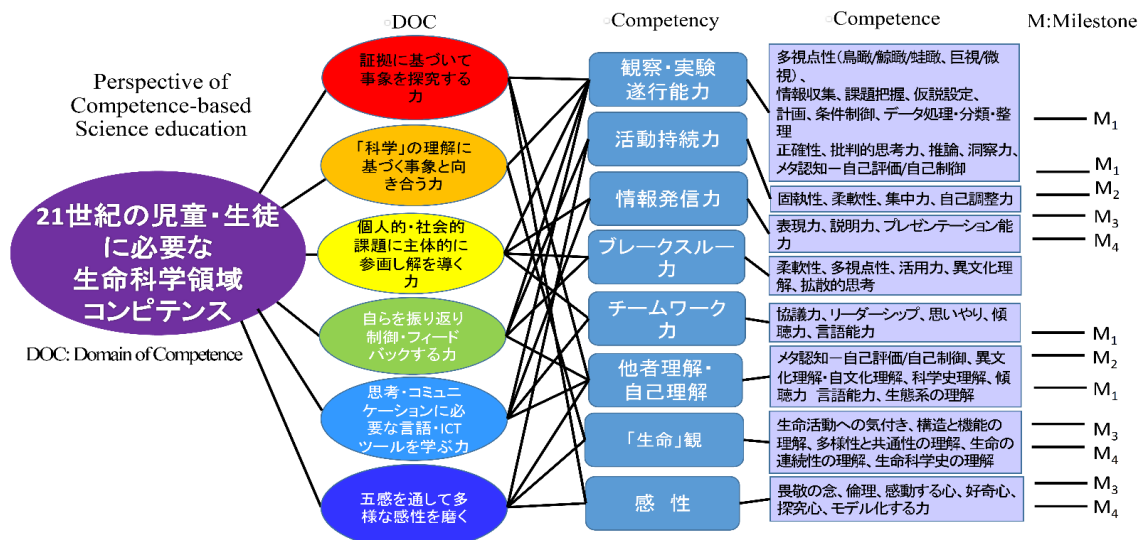 ○DOC
○Competency
○Competence
M:Milestone
Perspective of
Competence-based
Science education
21世紀の児童・生徒
に必要な
生命科学領域
コンピテンス
DOC: Domain of Competence
証拠に基づいて
事象を探究する
力
「科学」の理解に
基づく事象と向
き合う力
個人的・社会的
課題に主体的に
参画し解を導く
力
自らを振り返り
制御・フィード
バックする力
思考・コミュニ
ケーションに必
要な言語・ICT
ツールを学ぶ力
五感を通して多
様な感性を磨く
観察・実験
遂行能力
活動持続力
情報発信力
ブレークスルー
力
チームワーク
力
他者理解・
自己理解
「生命」観
感 性
多視点性(鳥瞰/鯨瞰/蛙瞰、巨視/微
視)、
情報収集、課題把握、仮説設定、
計画、条件制御、データ処理・分類・整
理
正確性、批判的思考力、推論、洞察力、
メタ認知ー自己評価/自己制御
固執性、柔軟性、集中力、自己調整力
表現力、説明力、プレゼンテーション能
力
柔軟性、多視点性、活用力、異文化理
解、拡散的思考
協議力、リーダーシップ、思いやり、傾
聴力、言語能力
メタ認知ー自己評価/自己制御、異文
化理解・自文化理解、科学史理解、傾
聴力 言語能力、生態系の理解
生命活動への気付き、構造と機能の
理解、多様性と共通性の理解、生命の
連続性の理解、生命科学史の理解
畏敬の念、倫理、感動する心、好奇心、
探究心、モデル化する力
M1
M1
M2
M3
M4
M1
M2
M1
M3
M4
M3
M4